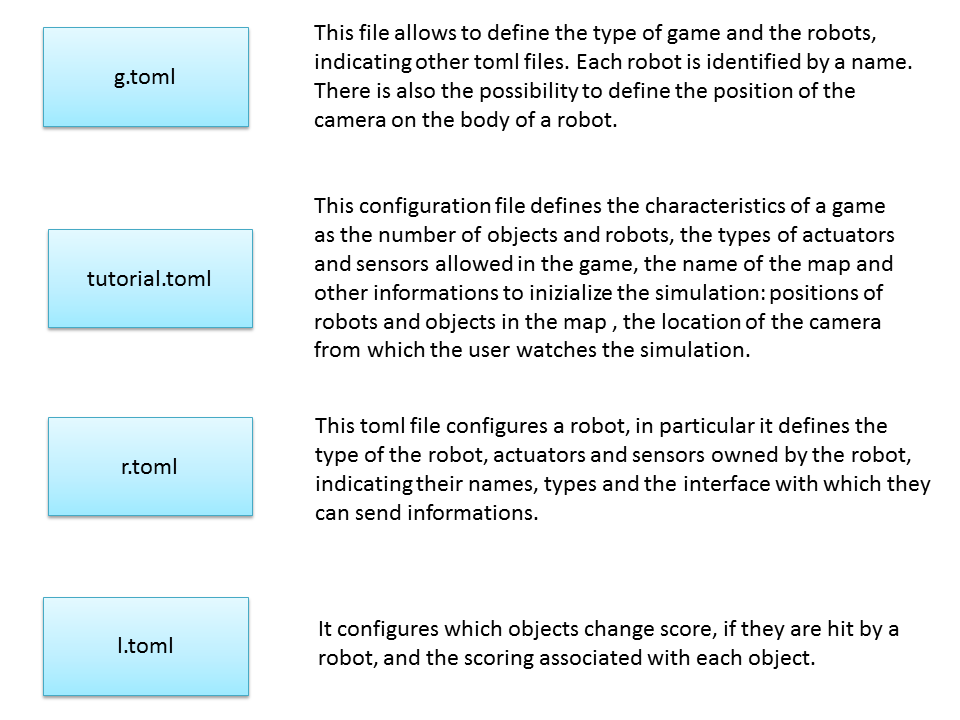 g.toml
This file allows to define the type of game and the robots,
indicating other toml files. Each robot is identified by a name.
There is also the possibility to define the position of the
camera on the body of a robot.
tutorial.toml
This configuration file defines the characteristics of a game
as the number of objects and robots, the types of actuators
and sensors allowed in the game, the name of the map and
other informations to inizialize the simulation: positions of
robots and objects in the map , the location of the camera
from which the user watches the simulation.
r.toml
This toml file configures a robot, in particular it defines the
type of the robot, actuators and sensors owned by the robot,
indicating their names, types and the interface with which they
can send informations.
l.toml
It configures which objects change score, if they are hit by a
robot, and the scoring associated with each object.